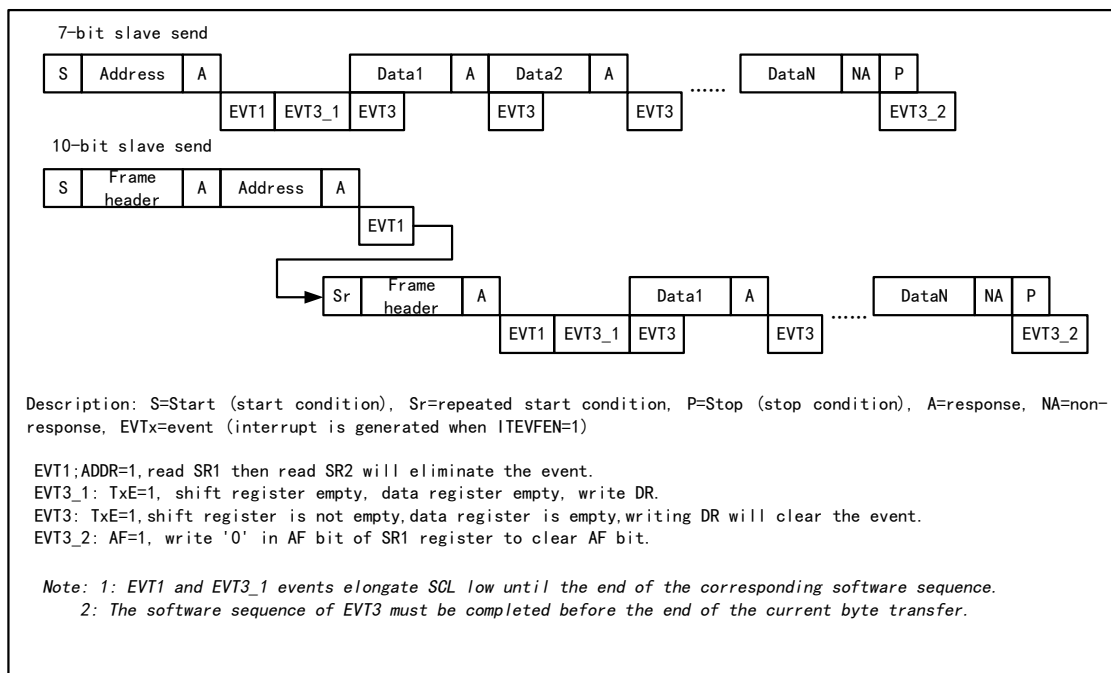 7-bit slave send
S Address A Data1 A Data2 A ...... DataN NA P
EVT1 EVT3_1 EVT3 EVT3 EVT3 EVT3_2
10-bit slave send
S Frame header A Address A
EVT1
Sr Frame header A Data1 A ...... DataN NA P
EVT1 EVT3_1 EVT3 EVT3 EVT3_2
Description: S=Start (start condition), Sr=repeated start condition, P=Stop (stop condition), A=response, NA=non-
response, EVTx=event (interrupt is generated when ITEVFEN=1)
EVT1;ADDR=1,read SR1 then read SR2 will eliminate the event.
EVT3_1: TxE=1, shift register empty, data register empty, write DR.
EVT3: TxE=1,shift register is not empty,data register is empty,writing DR will clear the event.
EVT3_2: AF=1, write '0' in AF bit of SR1 register to clear AF bit.
Note: 1: EVT1 and EVT3_1 events elongate SCL low until the end of the corresponding software sequence.
2: The software sequence of EVT3 must be completed before the end of the current byte transfer.